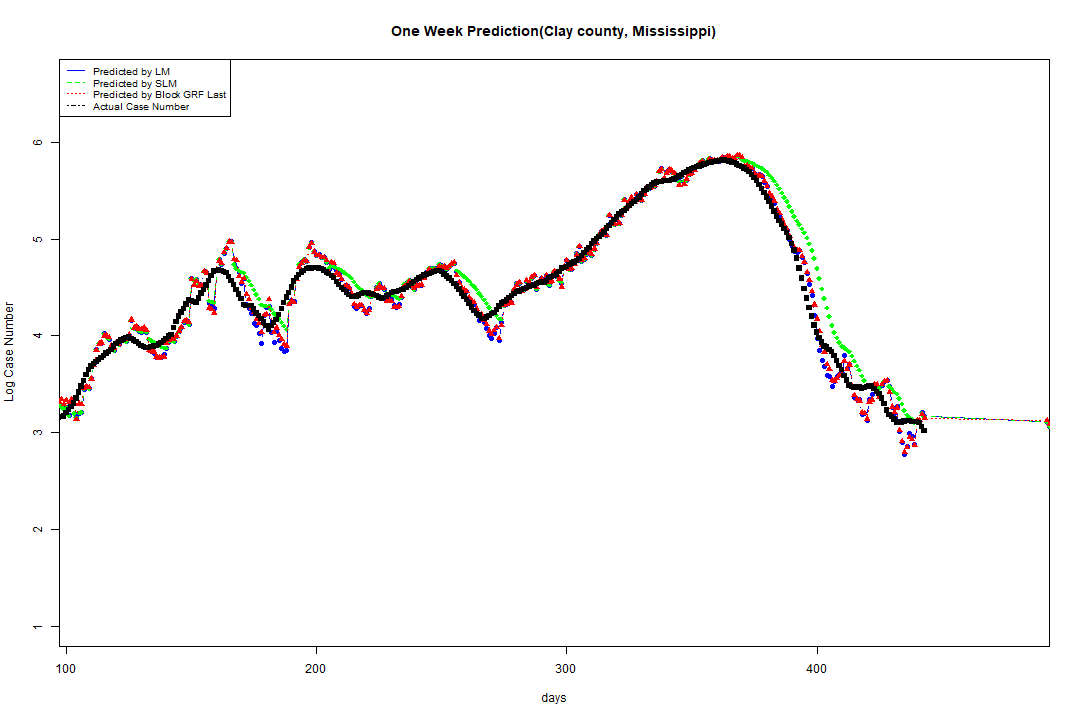 One Week Prediction(Clay county, Mississippi)
Predicted by LM
Predicted by SLM
Predicted by Block GRF Last
Actual Case Number
6
5
4
3
2
1
Log Case Number
100 200 300 400
days